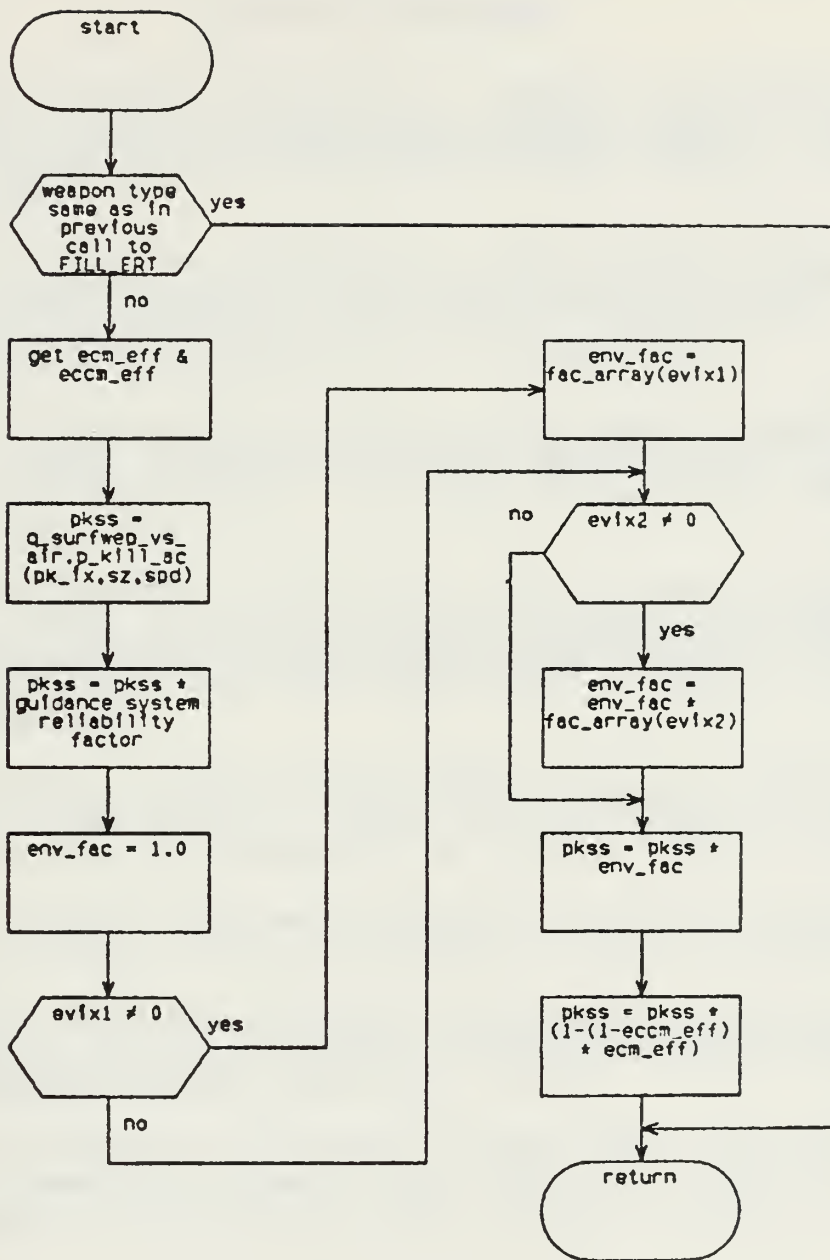 start
weapon type
same as in
previous
call to
FILL_ERT
yes
no
get ecm_eff &
eccm_eff
pkss =
q_surfwep_vs_
air.p_kill_ac
(pk_ix,sz,spd)
pkss = pkss *
guidance system
reliability
factor
env_fac = 1.0
evix1 ≠ 0
yes
no
env_fac =
fac_array(evix1)
no
evix2 ≠ 0
yes
env_fac =
env_fac *
fac_array(evix2)
pkss = pkss *
env_fac
pkss = pkss *
(1-(1-eccm_eff)
* ecm_eff)
return